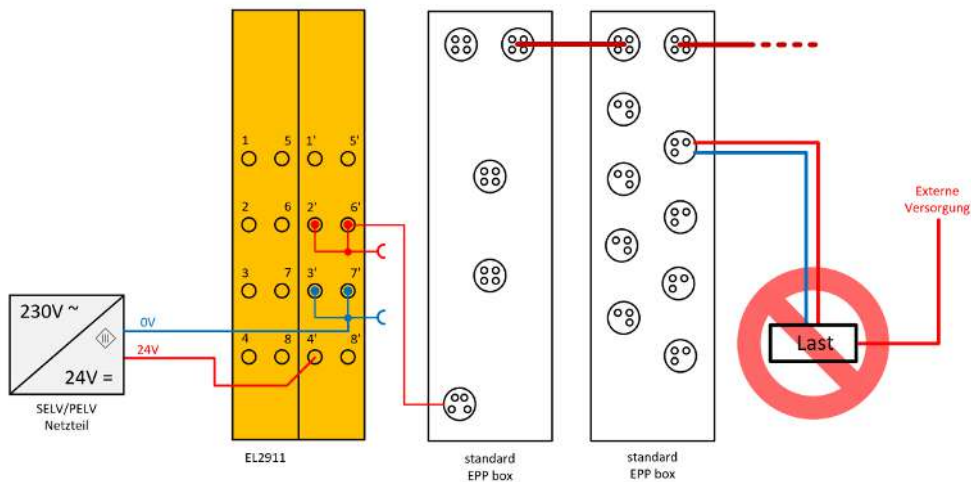 Externe
Versorgung
1 5 1' 5'
2 6 2' 6'
3 7 3' 7'
4 8 4' 8'
230V ~
24V =
III
0V
24V
Last
SELV/PELV
Netzteil
EL2911
standard
EPP box
standard
EPP box